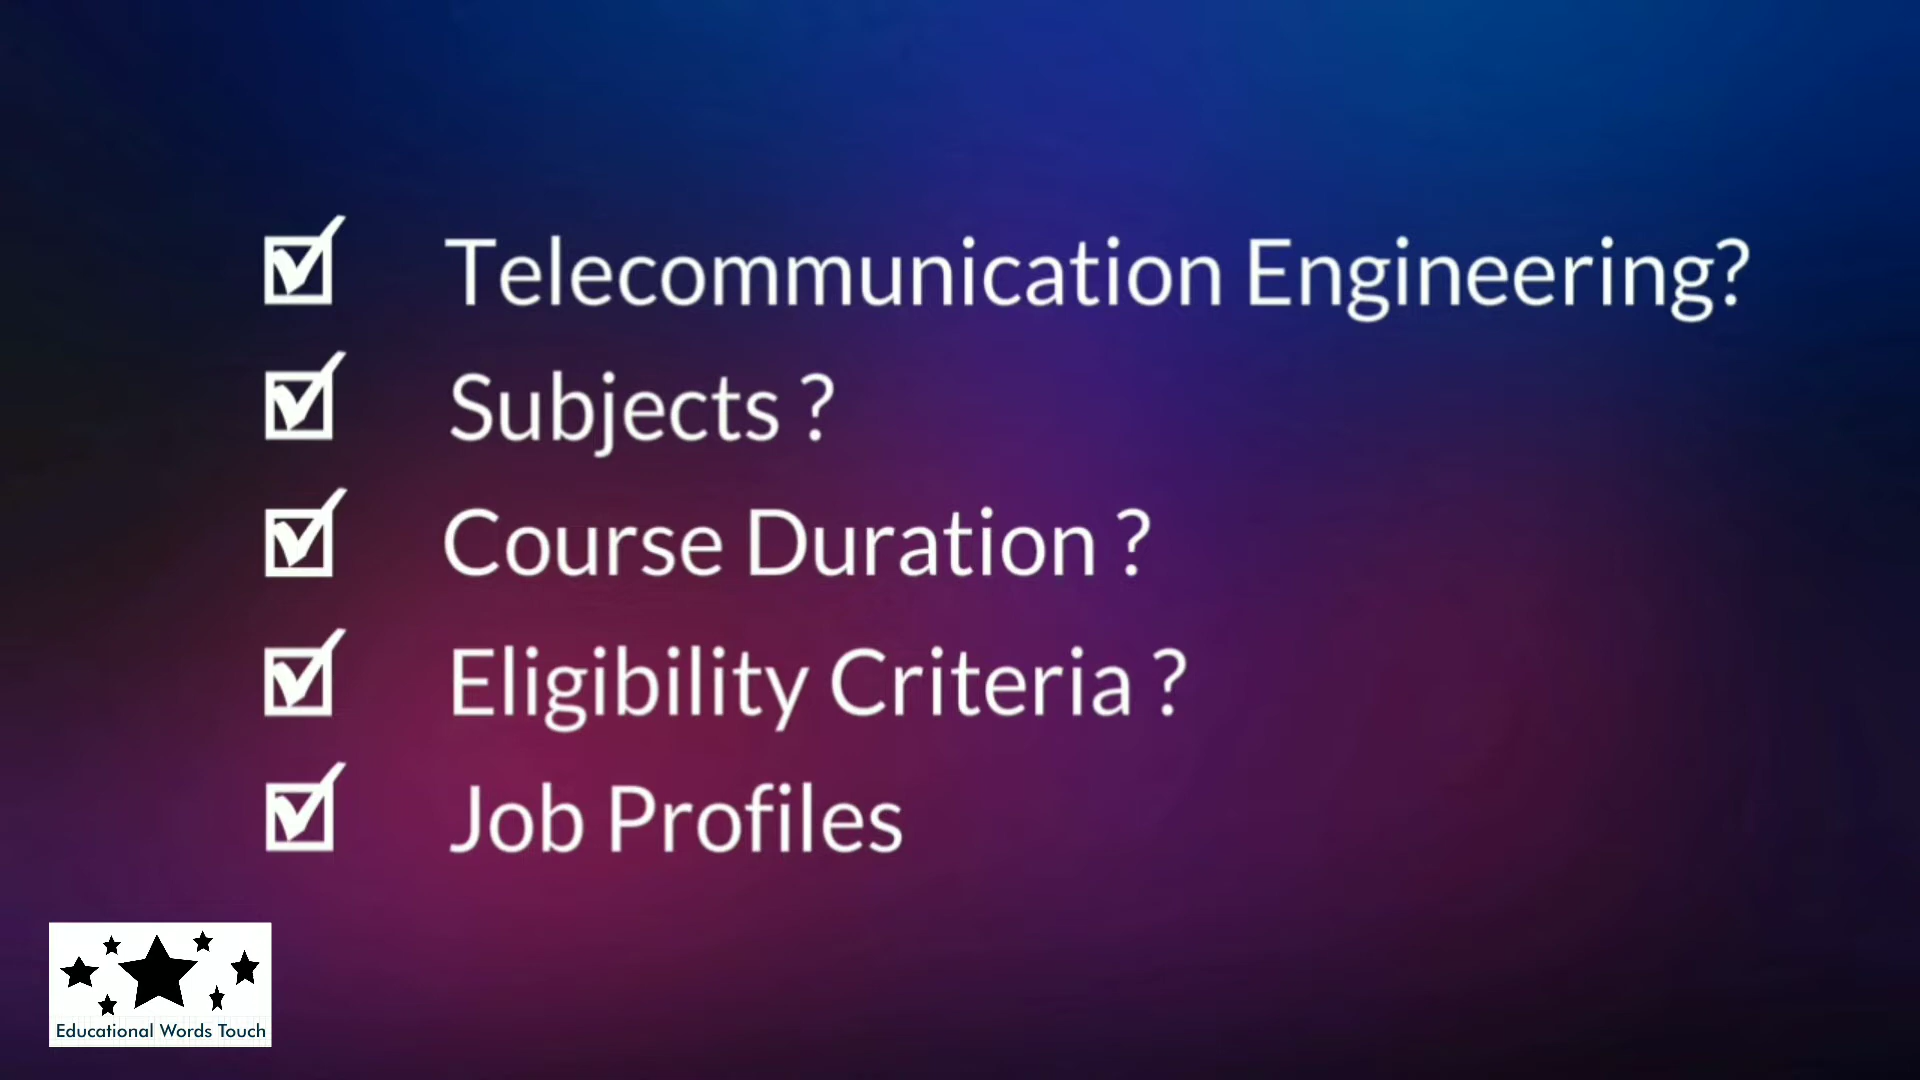 Telecommunication Engineering?
Subjects ?
Course Duration ?
Eligibility Criteria ?
Job Profiles
Educational Words Touch